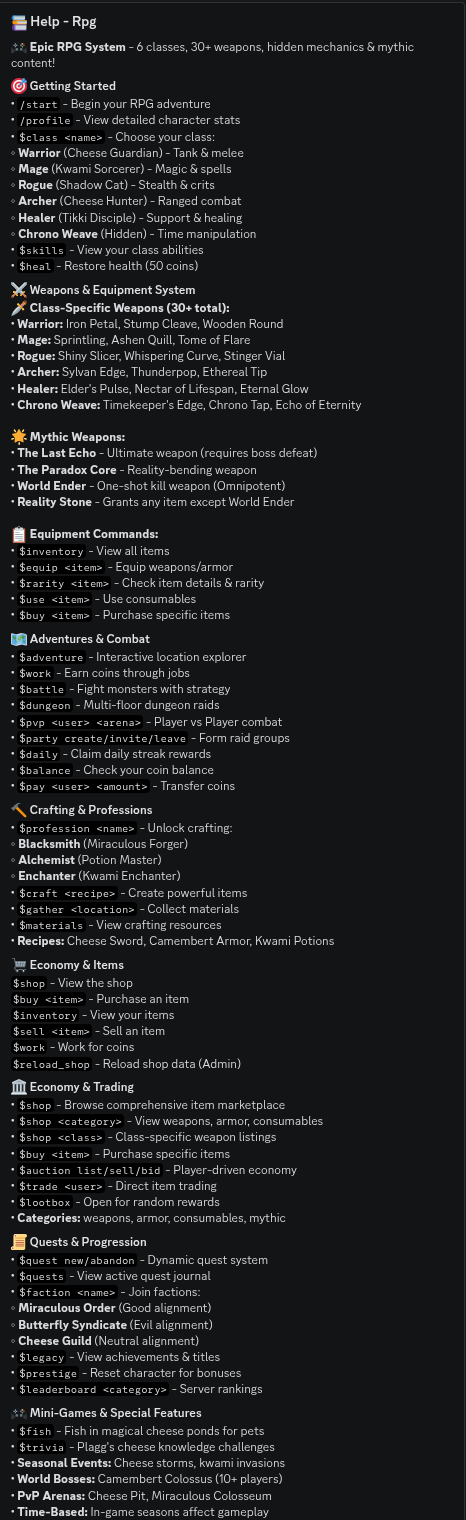 Help - Rpg
Epic RPG System - 6 classes, 30+ weapons, hidden mechanics & mythic
content!
Getting Started
• /start - Begin your RPG adventure
• /profile - View detailed character stats
• $class <name> - Choose your class:
◦ Warrior (Cheese Guardian) - Tank & melee
◦ Mage (Kwami Sorcerer) - Magic & spells
◦ Rogue (Shadow Cat) - Stealth & crits
◦ Archer (Cheese Hunter) - Ranged combat
◦ Healer (Tikki Disciple) - Support & healing
◦ Chrono Weave (Hidden) - Time manipulation
• $skills - View your class abilities
• $heal - Restore health (50 coins)
Weapons & Equipment System
Class-Specific Weapons (30+ total):
• Warrior: Iron Petal, Stump Cleave, Wooden Round
• Mage: Sprintling, Ashen Quill, Tome of Flare
• Rogue: Shiny Slicer, Whispering Curve, Stinger Vial
• Archer: Sylvan Edge, Thunderpop, Ethereal Tip
• Healer: Elder's Pulse, Nectar of Lifespan, Eternal Glow
• Chrono Weave: Timekeeper's Edge, Chrono Tap, Echo of Eternity
Mythic Weapons:
• The Last Echo - Ultimate weapon (requires boss defeat)
• The Paradox Core - Reality-bending weapon
• World Ender - One-shot kill weapon (Omnipotent)
• Reality Stone - Grants any item except World Ender
Equipment Commands:
• $inventory - View all items
• $equip <item> - Equip weapons/armor
• $rarity <item> - Check item details & rarity
• $use <item> - Use consumables
• $buy <item> - Purchase specific items
Adventures & Combat
• $adventure - Interactive location explorer
• $work - Earn coins through jobs
• $battle - Fight monsters with strategy
• $dungeon - Multi-floor dungeon raids
• $pvp <user> <arena> - Player vs Player combat
• $party create/invite/leave - Form raid groups
• $daily - Claim daily streak rewards
• $balance - Check your coin balance
• $pay <user> <amount> - Transfer coins
Crafting & Professions
• $profession <name> - Unlock crafting:
◦ Blacksmith (Miraculous Forger)
◦ Alchemist (Potion Master)
◦ Enchanter (Kwami Enchanter)
• $craft <recipe> - Create powerful items
• $gather <location> - Collect materials
• $materials - View crafting resources
• Recipes: Cheese Sword, Camembert Armor, Kwami Potions
Economy & Items
$shop - View the shop
$buy <item> - Purchase an item
$inventory - View your items
$sell <item> - Sell an item
$work - Work for coins
$reload_shop - Reload shop data (Admin)
Economy & Trading
• $shop - Browse comprehensive item marketplace
• $shop <category> - View weapons, armor, consumables
• $shop <class> - Class-specific weapon listings
• $buy <item> - Purchase specific items
• $auction list/sell/bid - Player-driven economy
• $trade <user> - Direct item trading
• $lootbox - Open for random rewards
• Categories: weapons, armor, consumables, mythic
Quests & Progression
• $quest new/abandon - Dynamic quest system
• $quests - View active quest journal
• $faction <name> - Join factions:
◦ Miraculous Order (Good alignment)
◦ Butterfly Syndicate (Evil alignment)
◦ Cheese Guild (Neutral alignment)
• $legacy - View achievements & titles
• $prestige - Reset character for bonuses
• $leaderboard <category> - Server rankings
Mini-Games & Special Features
• $fish - Fish in magical cheese ponds for pets
• $trivia - Plagg's cheese knowledge challenges
• Seasonal Events: Cheese storms, kwami invasions
• World Bosses: Camembert Colossus (10+ players)
• PvP Arenas: Cheese Pit, Miraculous Colosseum
• Time-Based: In-game seasons affect gameplay